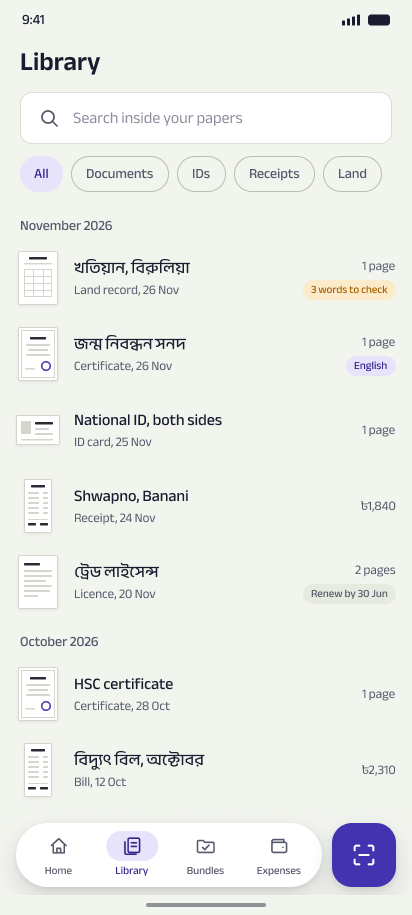 9:41
Library
Search inside your papers
All Documents IDs Receipts Land
November 2026
খতিয়ান, বিরুলিয়া
1 page
Land record, 26 Nov
3 words to check
জন্ম নিবন্ধন সনদ
1 page
Certificate, 26 Nov
English
National ID, both sides
1 page
ID card, 25 Nov
Shwapno, Banani
৳1,840
Receipt, 24 Nov
ট্রেড লাইসেন্স
2 pages
Licence, 20 Nov
Renew by 30 Jun
October 2026
HSC certificate
1 page
Certificate, 28 Oct
বিদ্যুৎ বিল, অক্টোবর
৳2,310
Bill, 12 Oct
Home Library Bundles Expenses